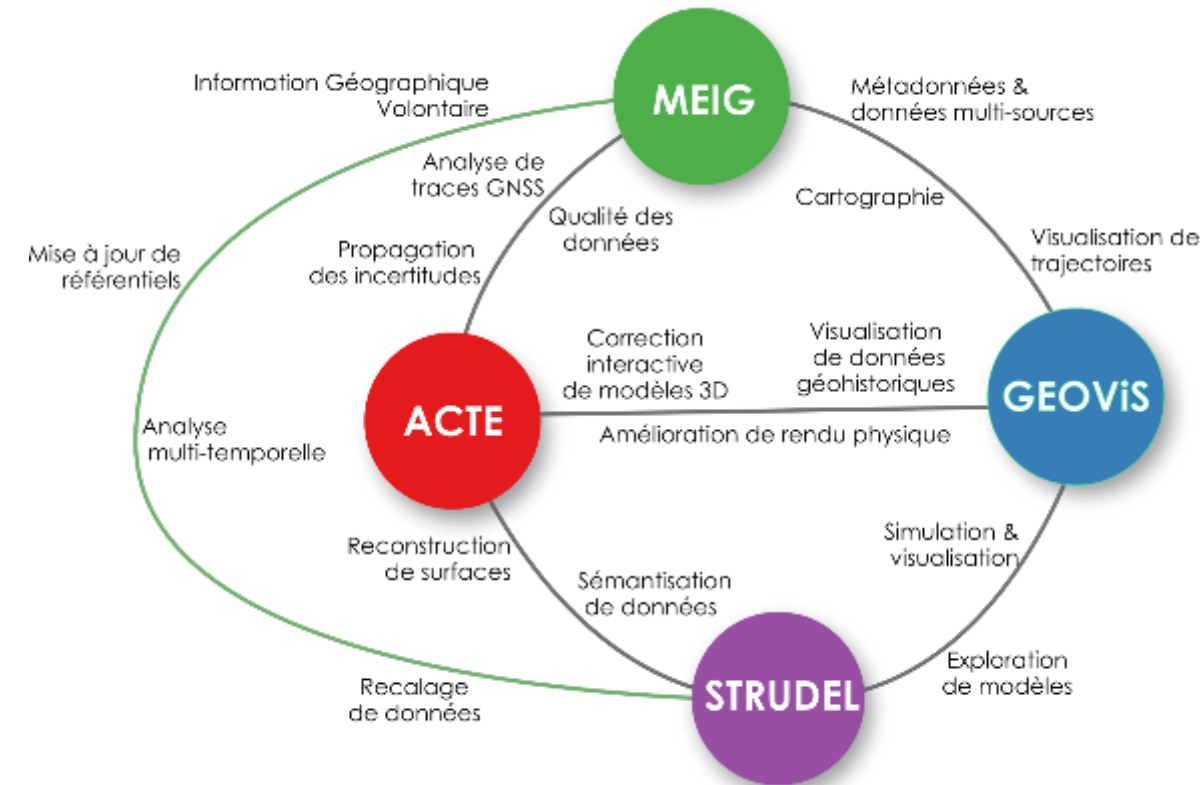 MEIG
Information Géographique
Volontaire
Métadonnées &
données multi-sources
Analyse de
traces GNSS
Cartographie
Qualité des
données
Propagation
des incertitudes
Mise à jour de
référentiels
Visualisation de
trajectoires
Correction
interactive
de modèles 3D
Visualisation
de données
géohistoriques
GEOViS
ACTE
Amélioration de rendu physique
Analyse
multi-temporelle
Reconstruction
de surfaces
Simulation &
visualisation
Sémantisation
de données
Exploration
de modèles
STRUDEL
Recalage
de données